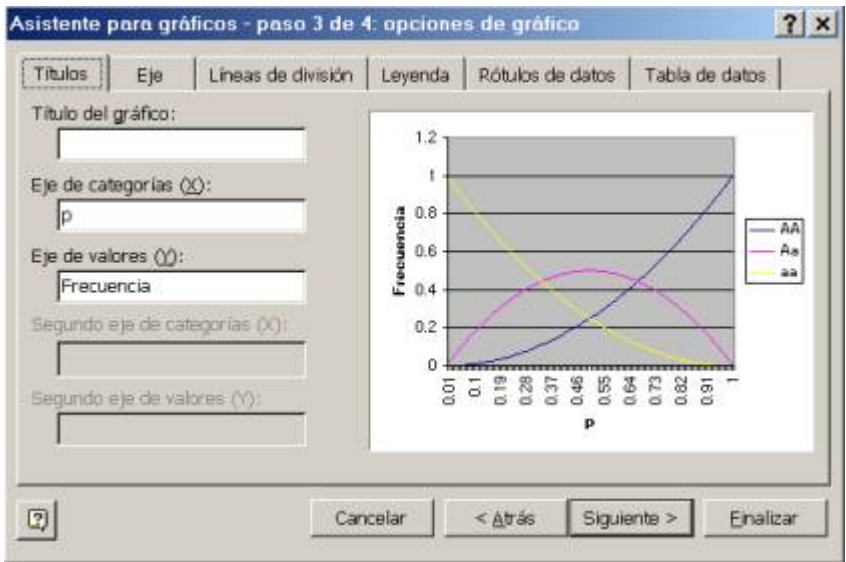 Asistente para gráficos - paso 3 de 4: opciones de gráfico
Títulos Eje Líneas de división Leyenda Rótulos de datos Tabla de datos
Título del gráfico:
Eje de categorías (X):
p
Eje de valores (Y):
Frecuencia
Segundo eje de categorías (X):
Segundo eje de valores (Y):
1.2
1
0.8
0.6
0.4
0.2
0
Frecuencia
0.01 0.1 0.19 0.28 0.37 0.46 0.55 0.64 0.73 0.82 0.91 1
p
AA
Aa
aa
Cancelar < Atrás Siguiente > Finalizar